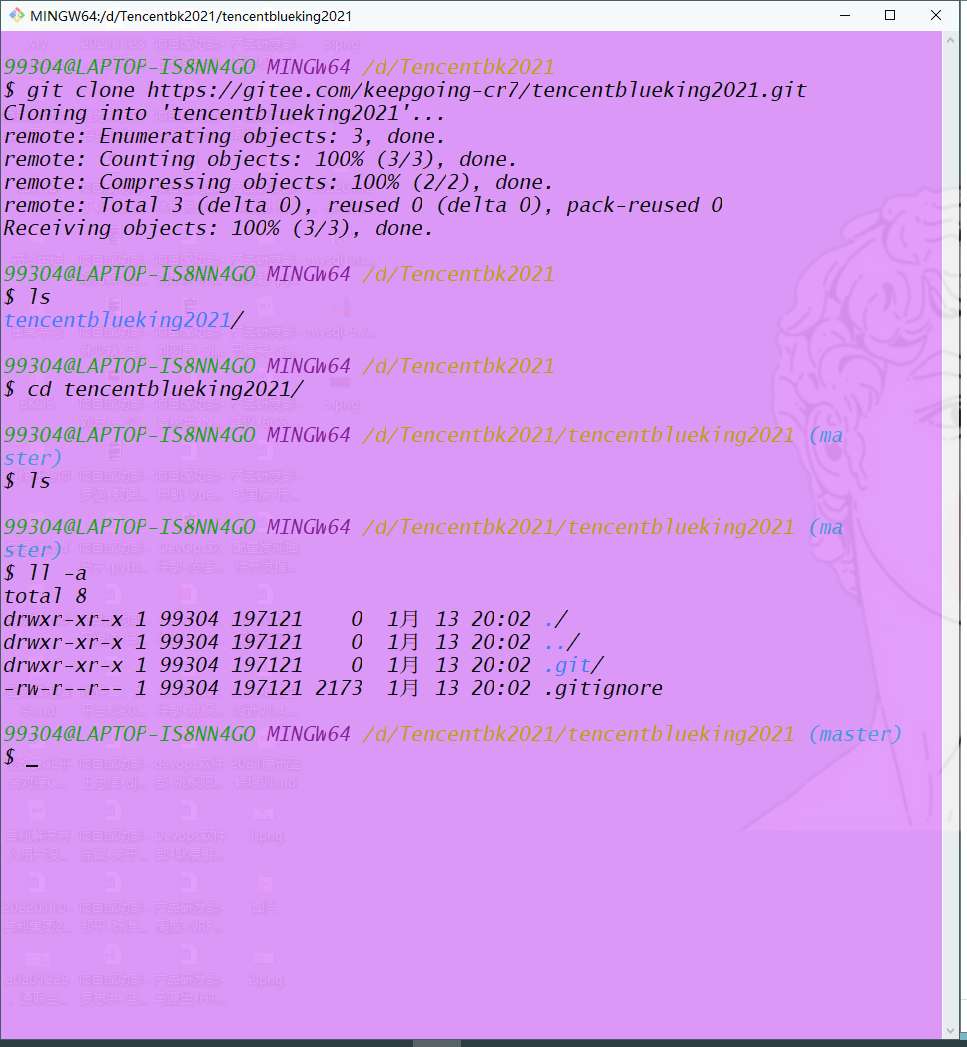 MINGW64:/d/Tencentbk2021/tencentblueking2021
99304@LAPTOP-IS8NN4GO MINGW64 /d/Tencentbk2021
$ git clone https://gitee.com/keepgoing-cr7/tencentblueking2021.git
Cloning into 'tencentblueking2021'...
remote: Enumerating objects: 3, done.
remote: Counting objects: 100% (3/3), done.
remote: Compressing objects: 100% (2/2), done.
remote: Total 3 (delta 0), reused 0 (delta 0), pack-reused 0
Receiving objects: 100% (3/3), done.
99304@LAPTOP-IS8NN4GO MINGW64 /d/Tencentbk2021
$ ls
tencentblueking2021/
99304@LAPTOP-IS8NN4GO MINGW64 /d/Tencentbk2021
$ cd tencentblueking2021/
99304@LAPTOP-IS8NN4GO MINGW64 /d/Tencentbk2021/tencentblueking2021 (ma
ster)
$ ls
99304@LAPTOP-IS8NN4GO MINGW64 /d/Tencentbk2021/tencentblueking2021 (ma
ster)
$ ll -a
total 8
drwxr-xr-x 1 99304 197121    0  1月 13 20:02 ./
drwxr-xr-x 1 99304 197121    0  1月 13 20:02 ../
drwxr-xr-x 1 99304 197121    0  1月 13 20:02 .git/
-rw-r--r-- 1 99304 197121 2173  1月 13 20:02 .gitignore
99304@LAPTOP-IS8NN4GO MINGW64 /d/Tencentbk2021/tencentblueking2021 (master)
$ _